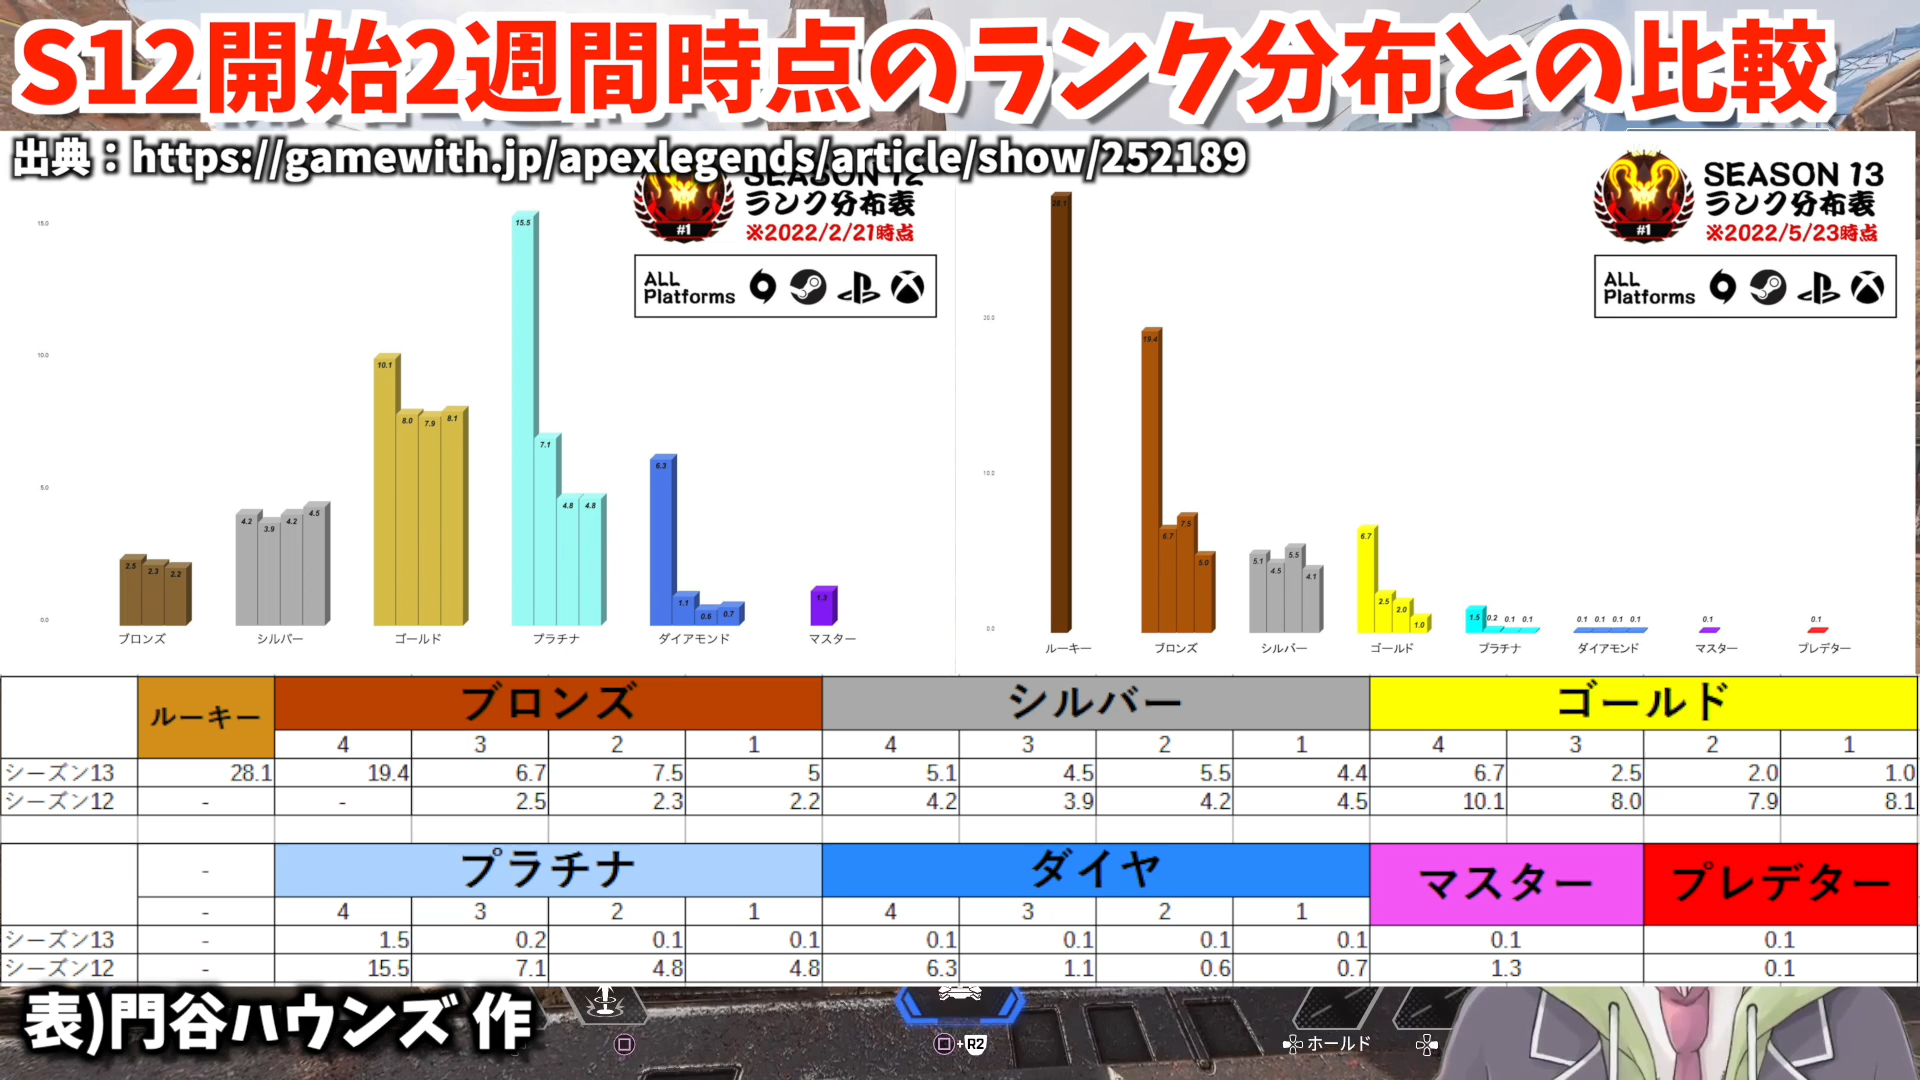 S12開始2週間時点のランク分布との比較
出典：https://gamewith.jp/apexlegends/article/show/252189
SEASON 12
ランク分布表
※2022/2/21時点
#1
ALL
Platforms
15.0
10.0
5.0
0.0
2.5 2.3 2.2
4.2 3.9 4.2 4.5
10.1 8.0 7.9 8.1
15.5 7.1 4.8 4.8
6.3 1.1 0.6 0.7
1.3
ブロンズ シルバー ゴールド プラチナ ダイアモンド マスター
SEASON 13
ランク分布表
※2022/5/23時点
#1
ALL
Platforms
20.0
10.0
0.0
28.1
19.4 6.7 7.5 5.0
5.1 4.5 5.5 4.1
6.7 2.5 2.0 1.0
1.5 0.2 0.1 0.1
0.1 0.1 0.1 0.1
0.1
0.1
ルーキー ブロンズ シルバー ゴールド プラチナ ダイアモンド マスター プレデター
ルーキー ブロンズ シルバー ゴールド
4 3 2 1 4 3 2 1 4 3 2 1
シーズン13 28.1 19.4 6.7 7.5 5 5.1 4.5 5.5 4.4 6.7 2.5 2.0 1.0
シーズン12 - - 2.5 2.3 2.2 4.2 3.9 4.2 4.5 10.1 8.0 7.9 8.1
- プラチナ ダイヤ マスター プレデター
- 4 3 2 1 4 3 2 1
シーズン13 - 1.5 0.2 0.1 0.1 0.1 0.1 0.1 0.1 0.1 0.1
シーズン12 - 15.5 7.1 4.8 4.8 6.3 1.1 0.6 0.7 1.3 0.1
表)門谷ハウンズ 作
+R2
ホールド